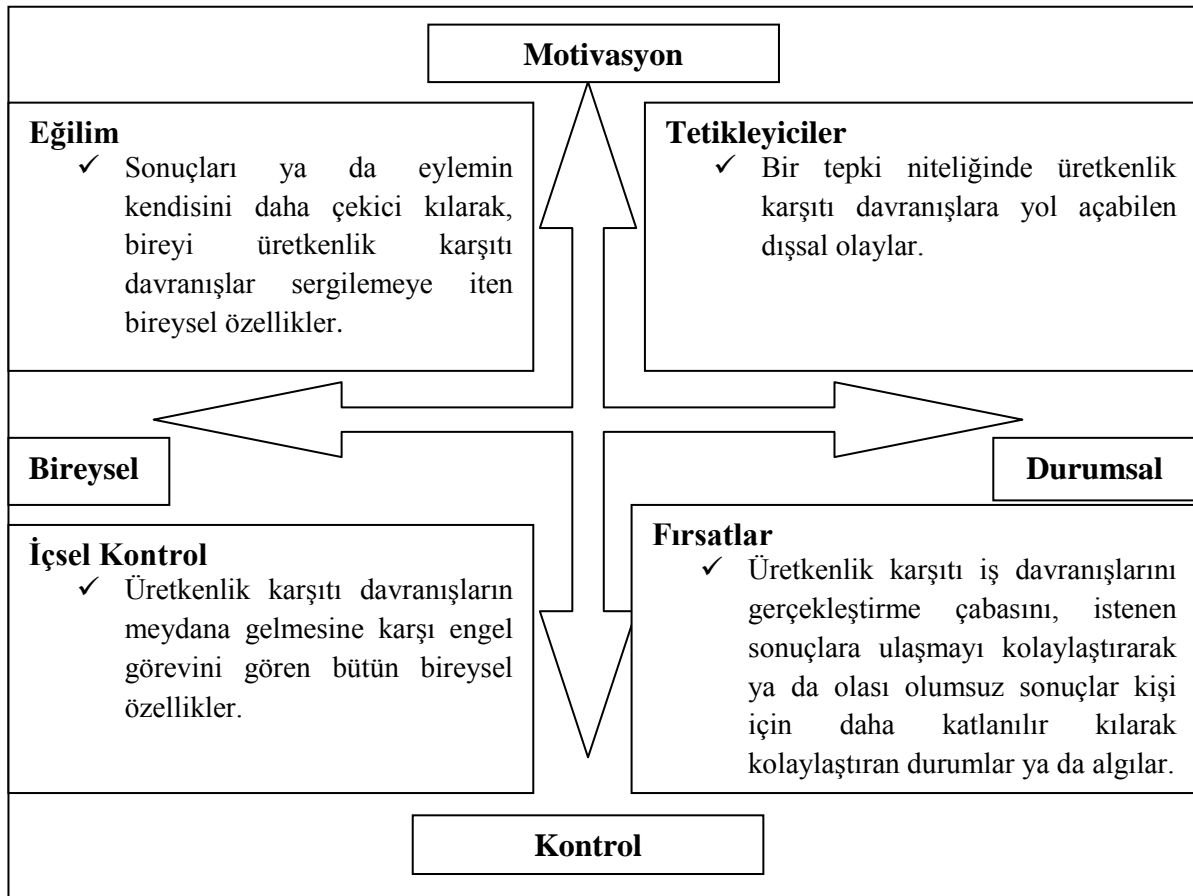 Motivasyon
Eğilim
✓ Sonuçları ya da eylemin
kendisini daha çekici kılarak,
bireyi üretkenlik karşıtı
davranışlar sergilemeye iten
bireysel özellikler.
Tetikleyiciler
✓ Bir tepki niteliğinde üretkenlik
karşıtı davranışlara yol açabilen
dışsal olaylar.
Bireysel
Durumsal
İçsel Kontrol
✓ Üretkenlik karşıtı davranışların
meydana gelmesine karşı engel
görevini gören bütün bireysel
özellikler.
Fırsatlar
✓ Üretkenlik karşıtı iş davranışlarını
gerçekleştirme çabasını, istenen
sonuçlara ulaşmayı kolaylaştırarak
ya da olası olumsuz sonuçlar kişi
için daha katlanılır kılarak
kolaylaştıran durumlar ya da algılar.
Kontrol